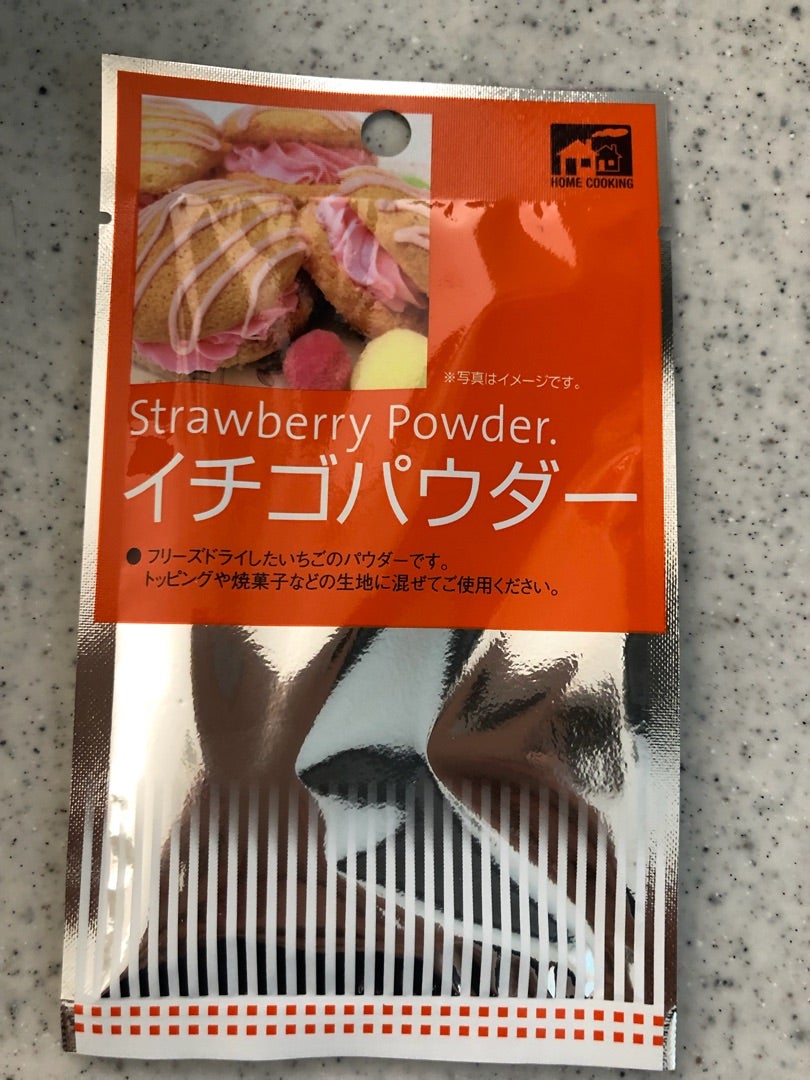 HOME COOKING
※写真はイメージです。
Strawberry Powder.
イチゴパウダー
● フリーズドライしたいちごのパウダーです。
トッピングや焼菓子などの生地に混ぜてご使用ください。